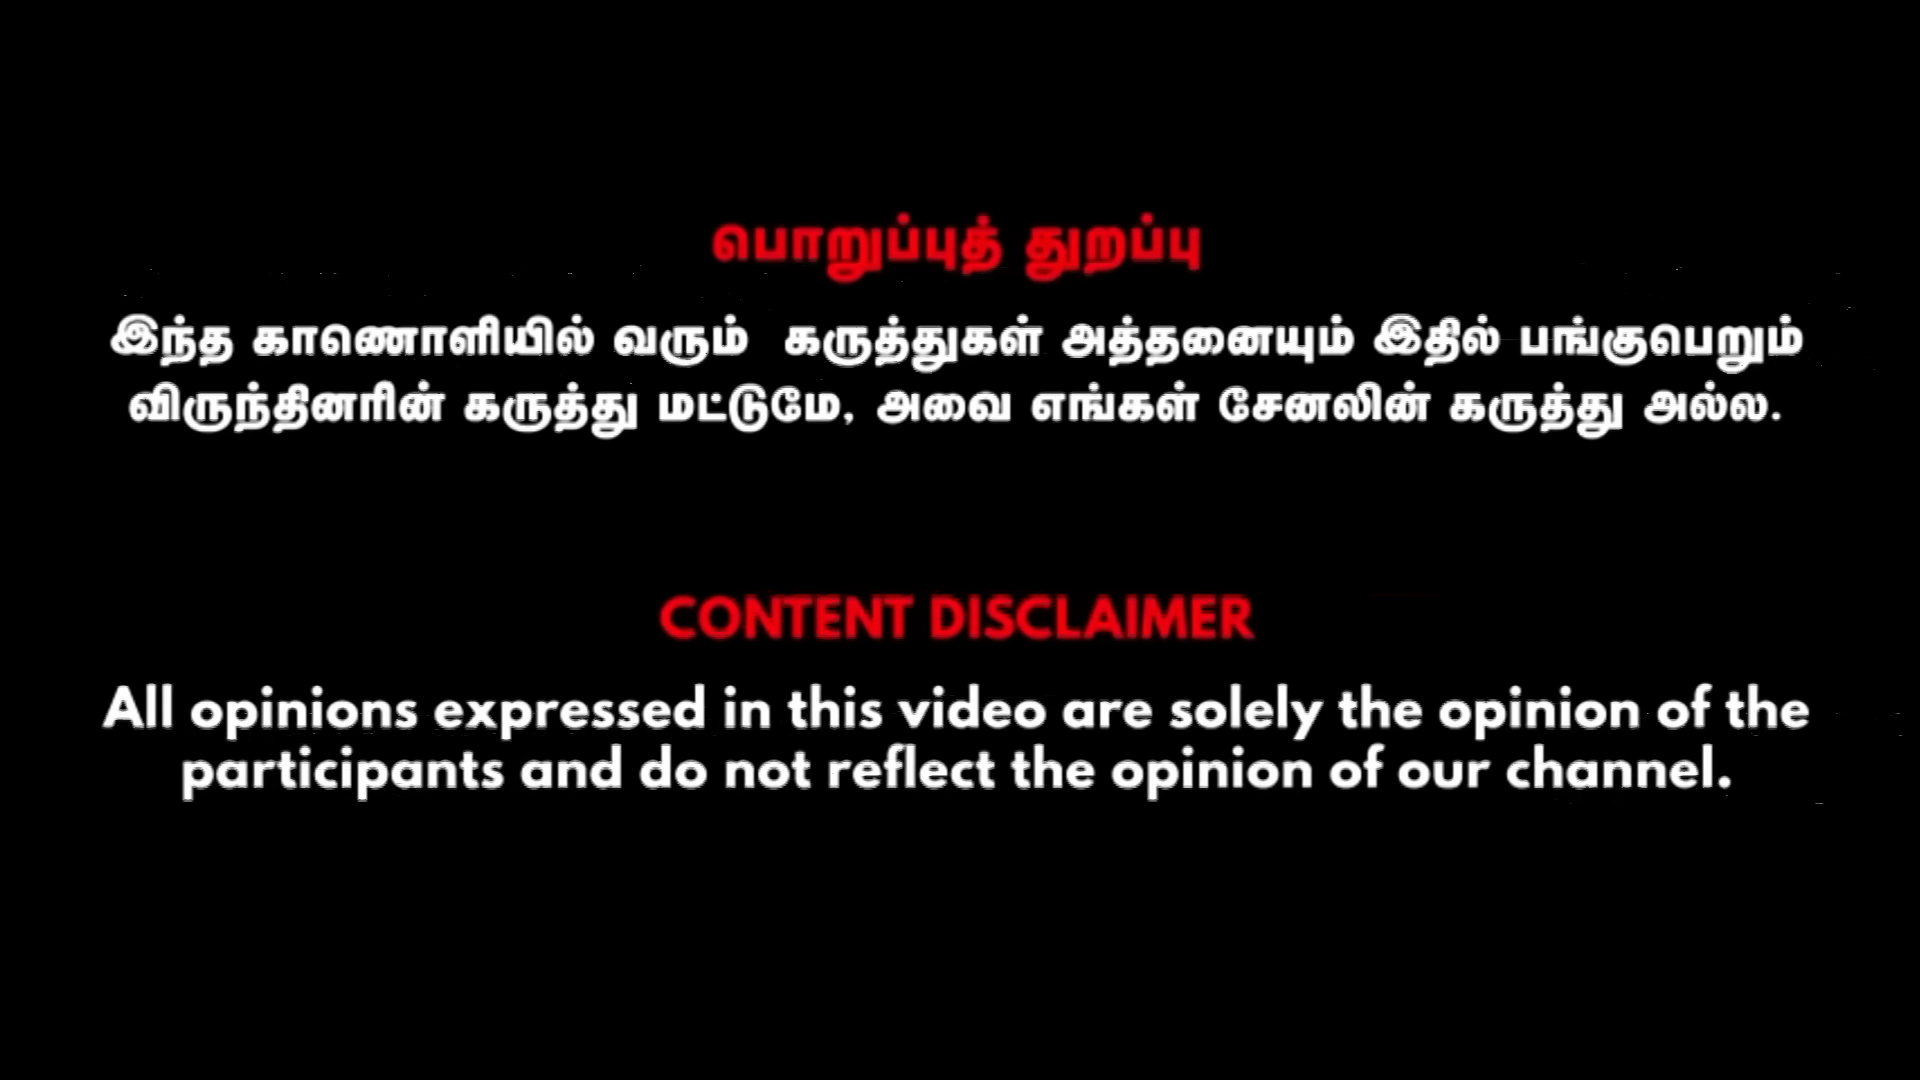 பொறுப்புத் துறப்பு
இந்த காணொளியில் வரும் கருத்துகள் அத்தனையும் இதில் பங்குபெறும்
விருந்தினரின் கருத்து மட்டுமே, அவை எங்கள் சேனலின் கருத்து அல்ல.
CONTENT DISCLAIMER
All opinions expressed in this video are solely the opinion of the
participants and do not reflect the opinion of our channel.